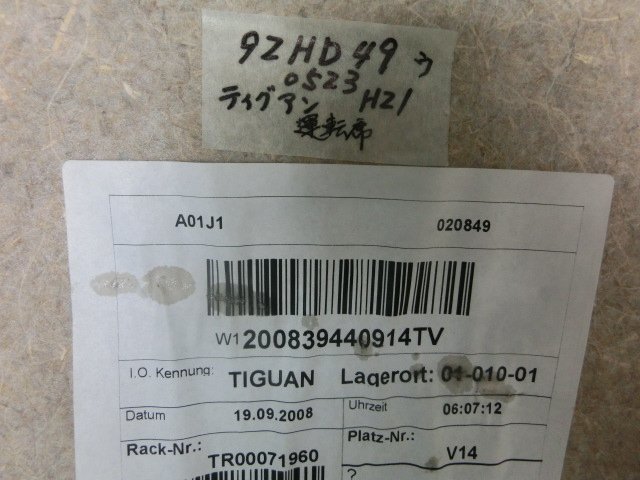 92HD49 ウ
0523
ティグアン H21
運転席
A01J1 020849
W1200839440914TV
I.O. Kennung: TIGUAN Lagerort: 01-010-01
Datum 19.09.2008 Uhrzeit 06:07:12
Rack-Nr.: TR00071960 Platz-Nr.: V14
?